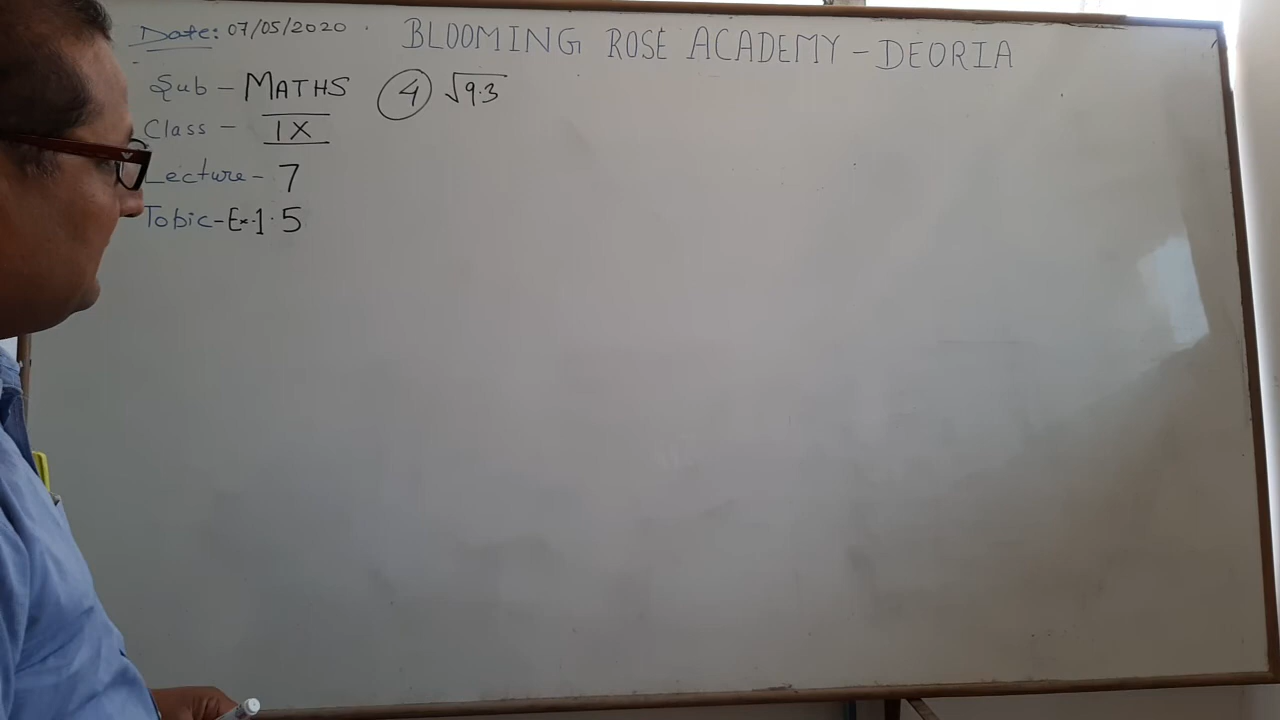 Date: 07/05/2020
BLOOMING ROSE ACADEMY - DEORIA
Sub - MATHS
4 √9.3
Class - IX
Lecture - 7
Tobic - Ex. 1.5